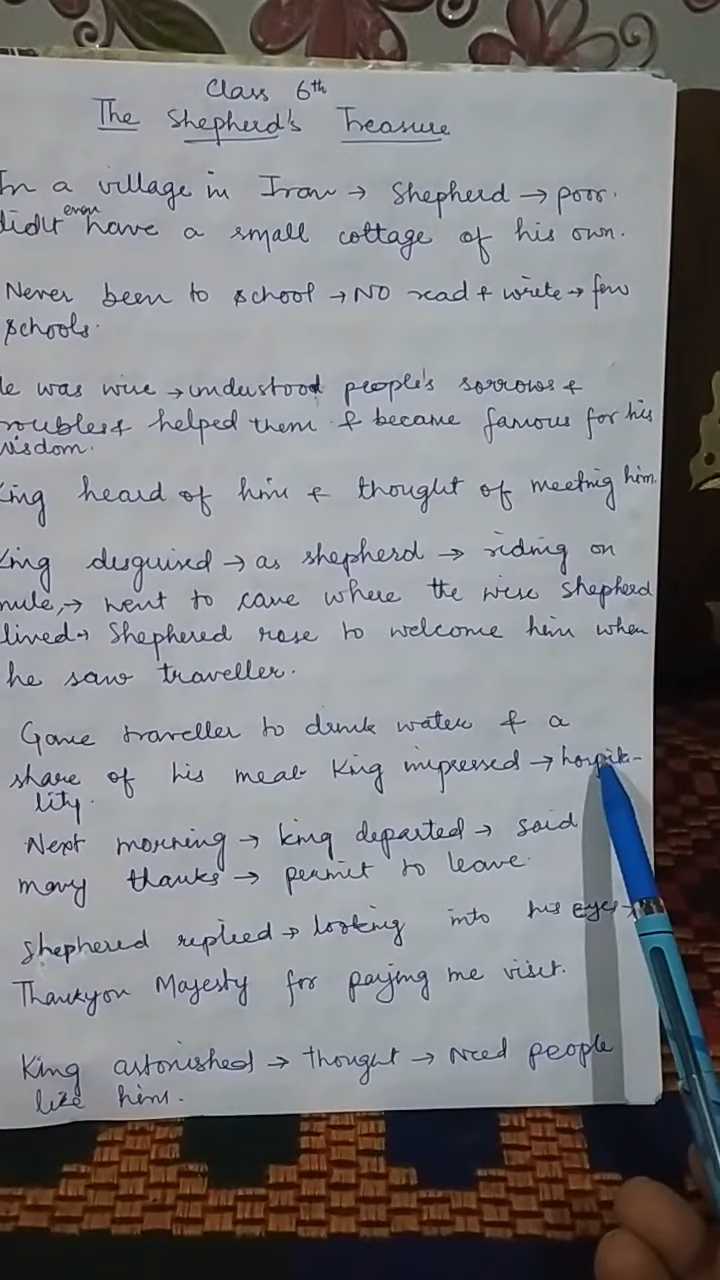 Class 6th
The Shepherd's Treasure
In a village in Iran → Shepherd → poor.
didn't even have a small cottage of his own.
Never been to school → NO read + write → few
schools.
He was wise → understood people's sorrows &
troubles & helped them & became famous for his
wisdom.
King heard of him & thought of meeting him.
King disguised → as shepherd → riding on
mule, → went to cave where the wise shepherd
lived → Shephered rose to welcome him when
he saw traveller.
Gave traveller to drink water & a
share of his meal. King impressed → hospita-
lity.
Next morning → king departed → said
many thanks → permit to leave.
Shephered replied → looking into his eyes →
Thankyou Majesty for paying me visit.
King astonished → thought → Need people
like him.